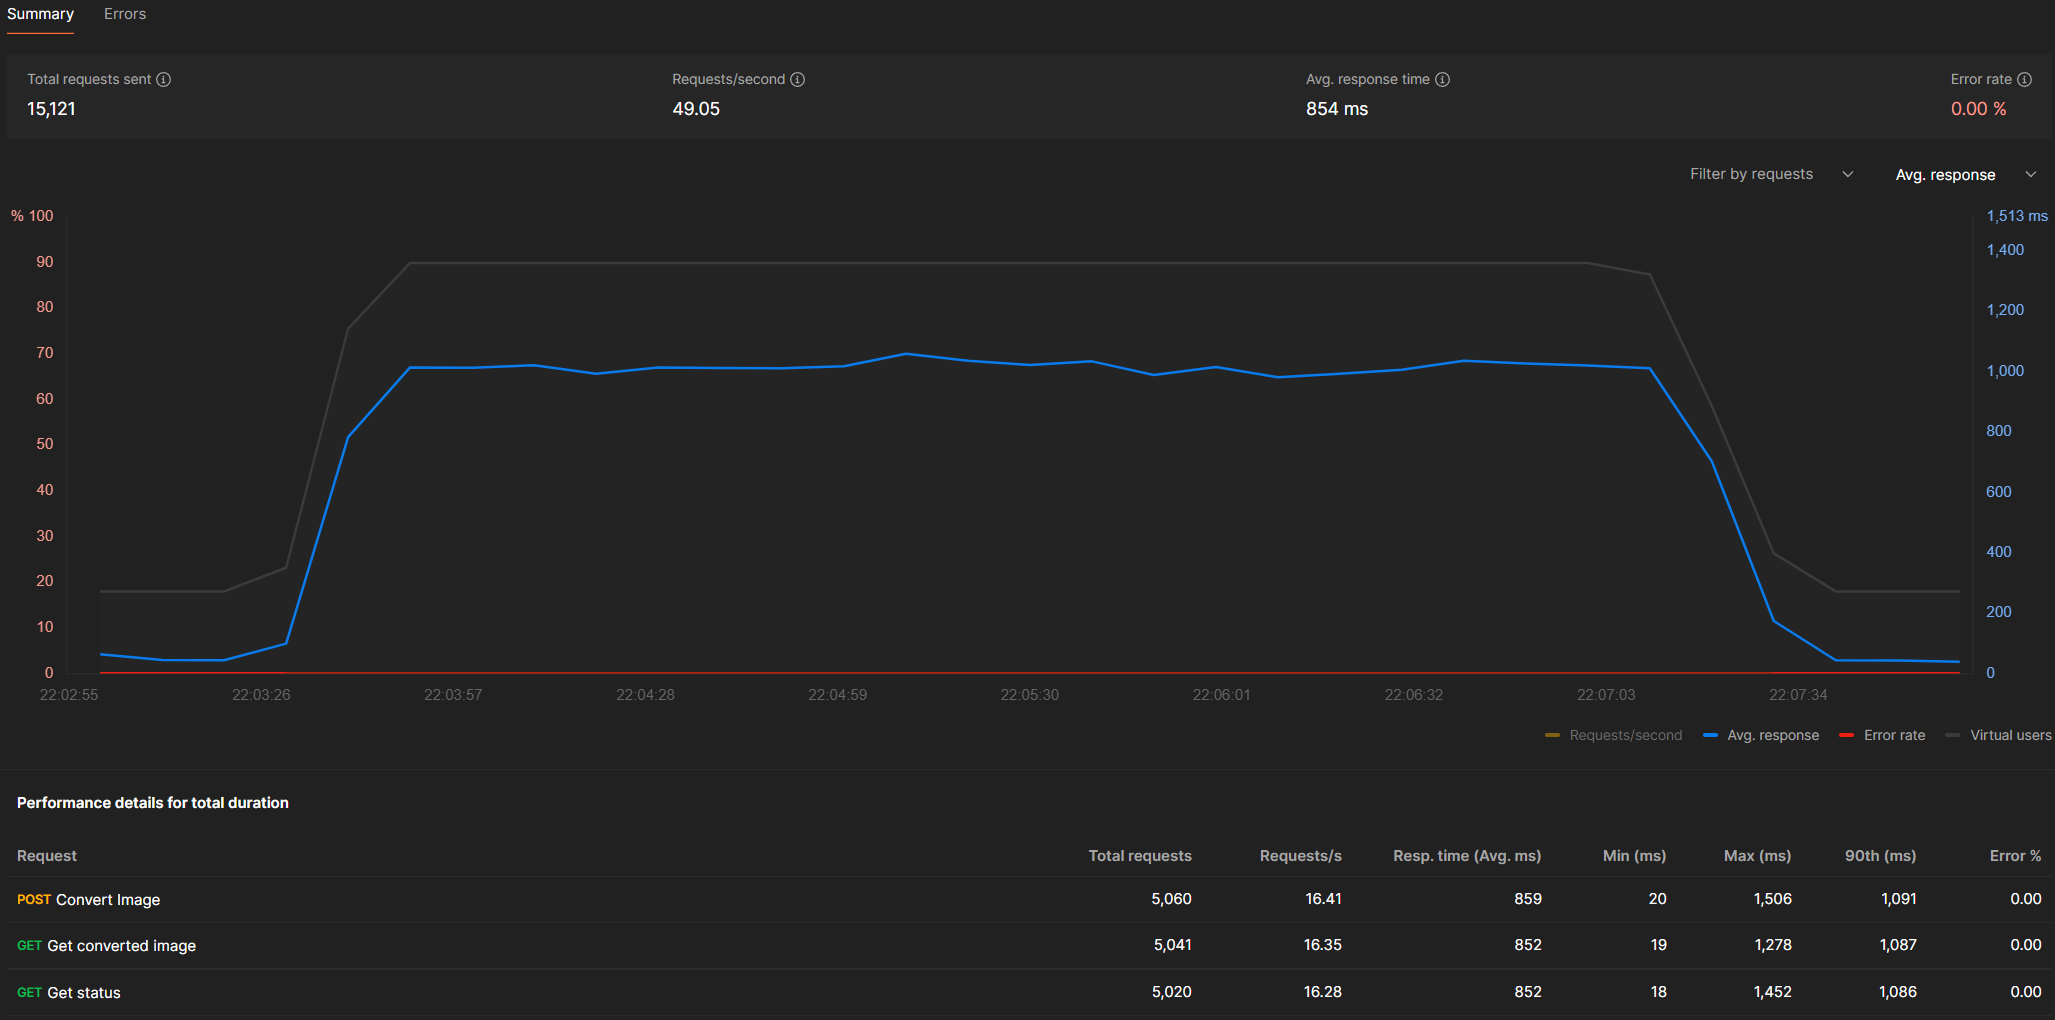 Summary Errors
Total requests sent Requests/second Avg. response time Error rate
15,121 49.05 854 ms 0.00 %
Filter by requests Avg. response
% 100 1,513 ms
90 1,400
80 1,200
70 1,000
60 800
50 600
40 400
30 200
20 0
10
0
22:02:55 22:03:26 22:03:57 22:04:28 22:04:59 22:05:30 22:06:01 22:06:32 22:07:03 22:07:34
Requests/second Avg. response Error rate Virtual users
Performance details for total duration
Request Total requests Requests/s Resp. time (Avg. ms) Min (ms) Max (ms) 90th (ms) Error %
POST Convert Image 5,060 16.41 859 20 1,506 1,091 0.00
GET Get converted image 5,041 16.35 852 19 1,278 1,087 0.00
GET Get status 5,020 16.28 852 18 1,452 1,086 0.00